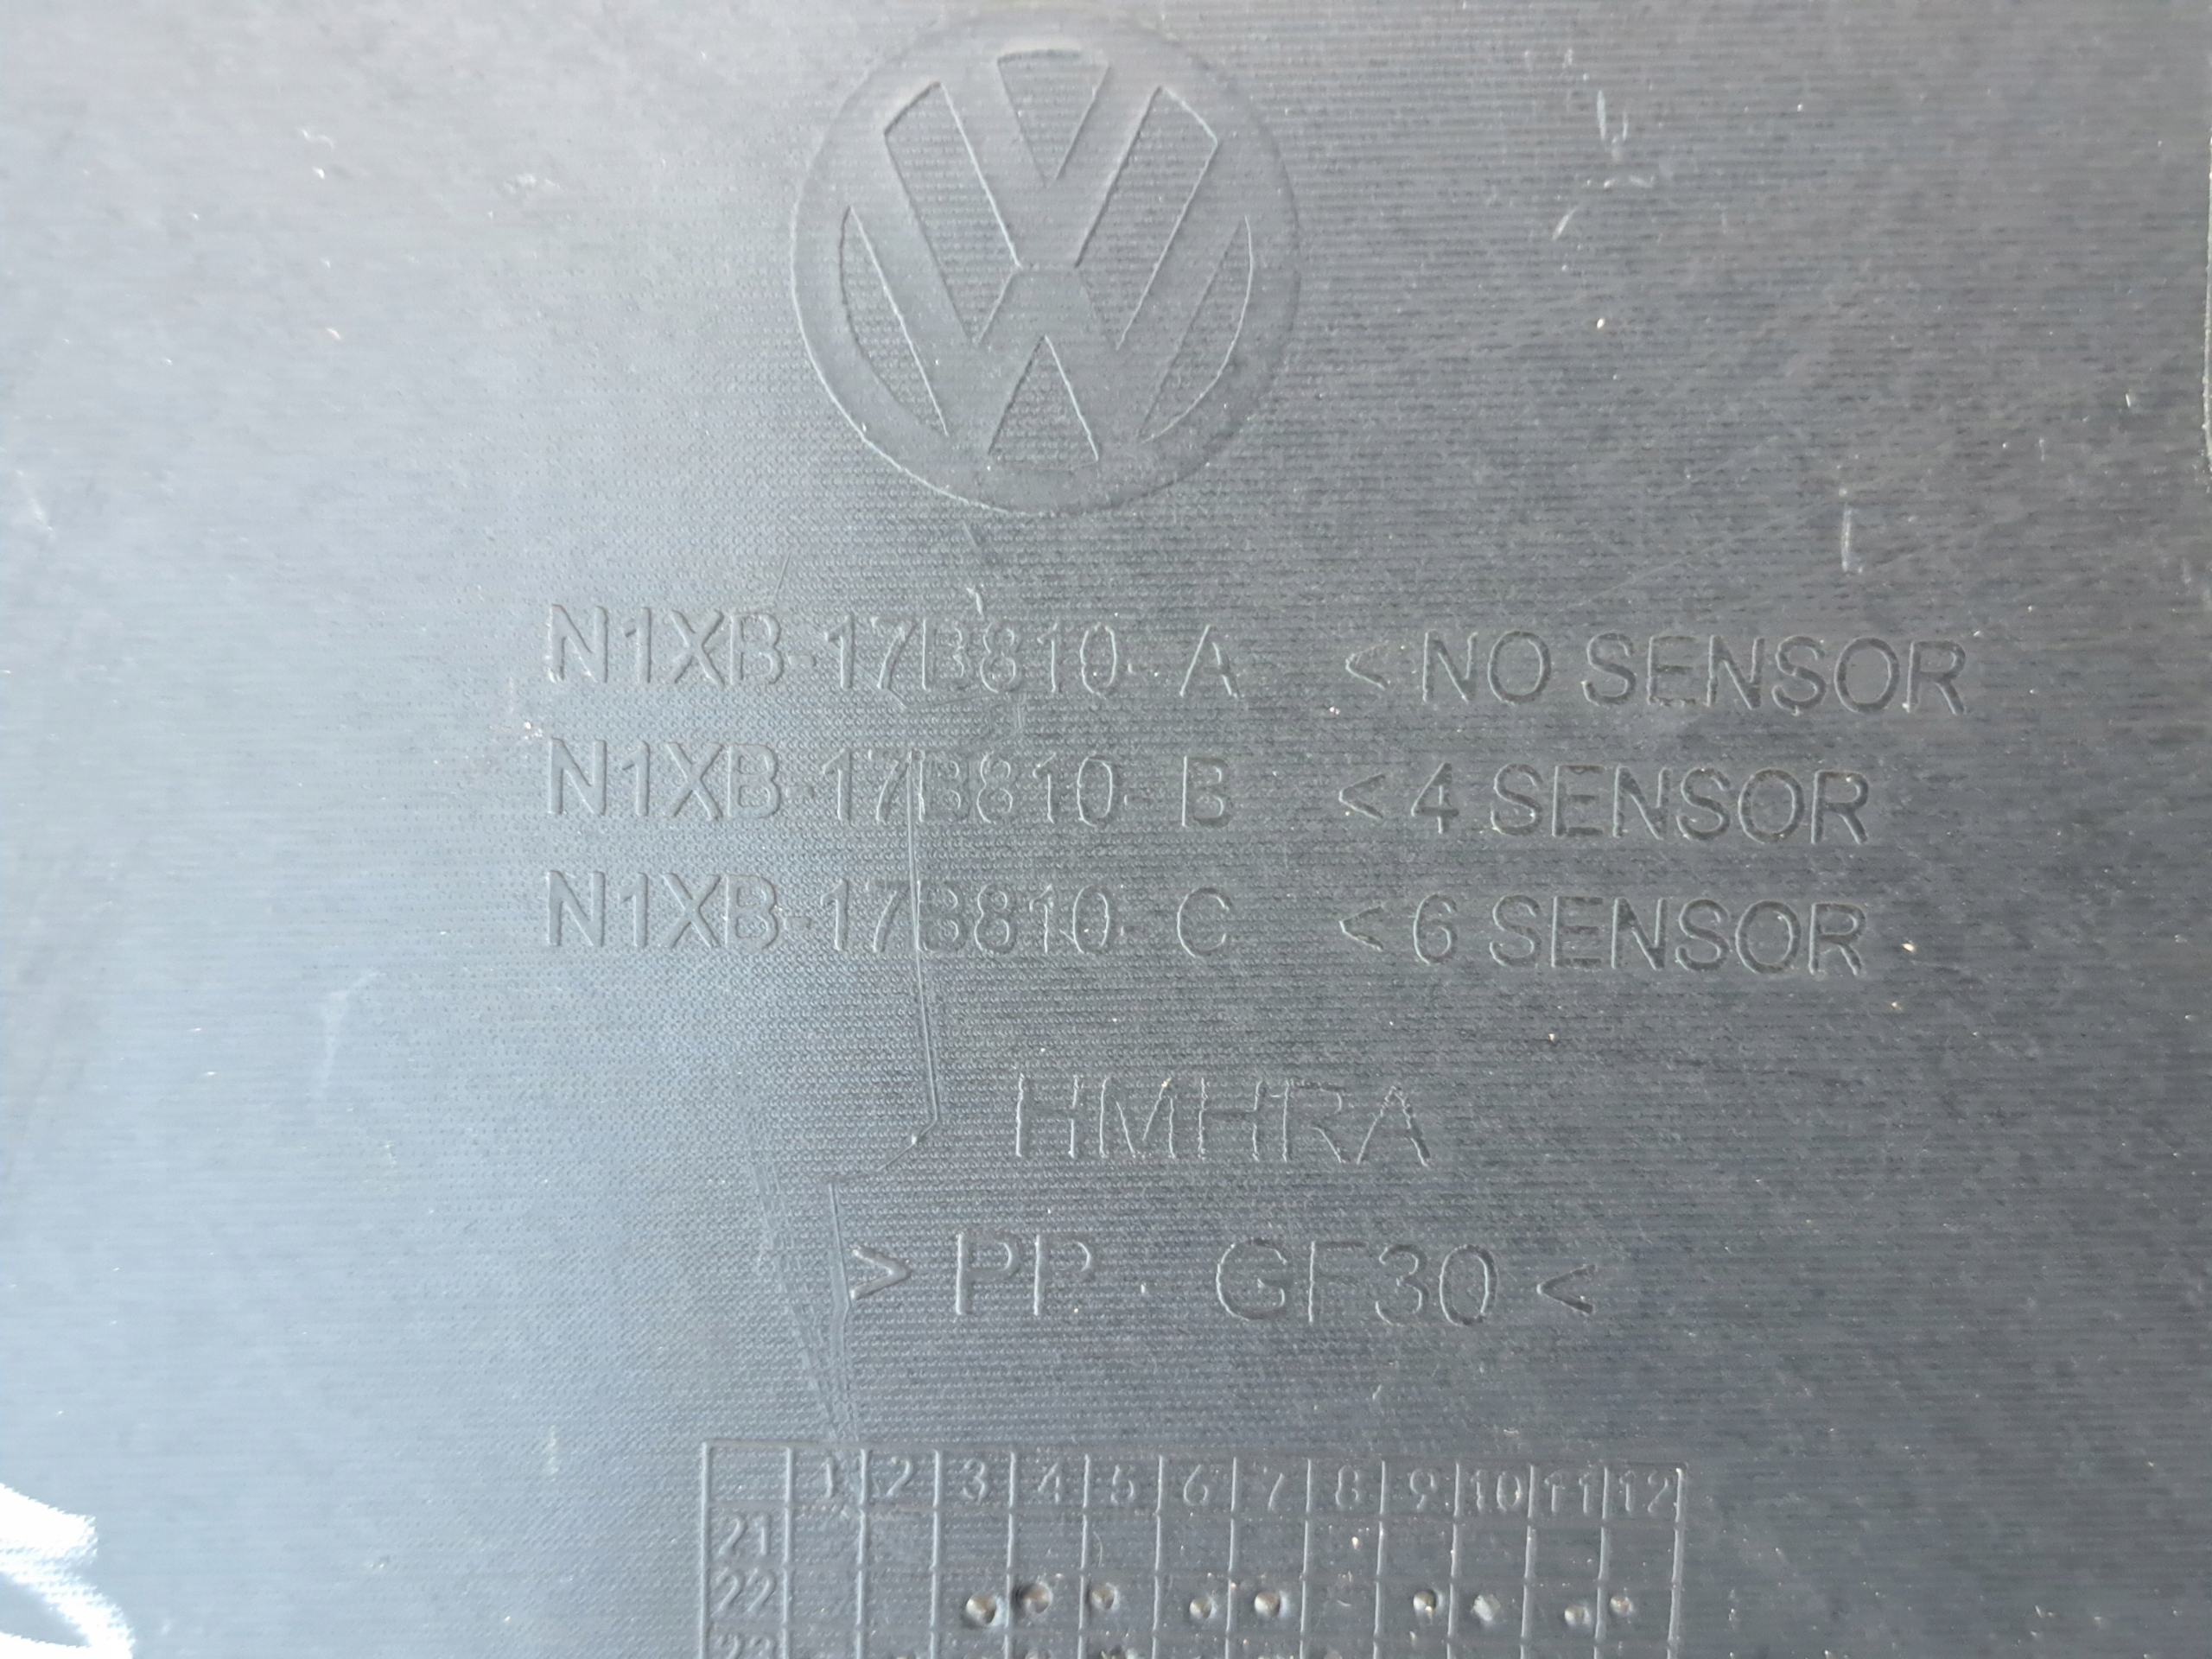 N1XB-17B810-A < NO SENSOR
N1XB-17B810-B < 4 SENSOR
N1XB-17B810-C < 6 SENSOR
HMHRA
> PP - GF30 <
1 2 3 4 5 6 7 8 9 10 11 12
21
22
23